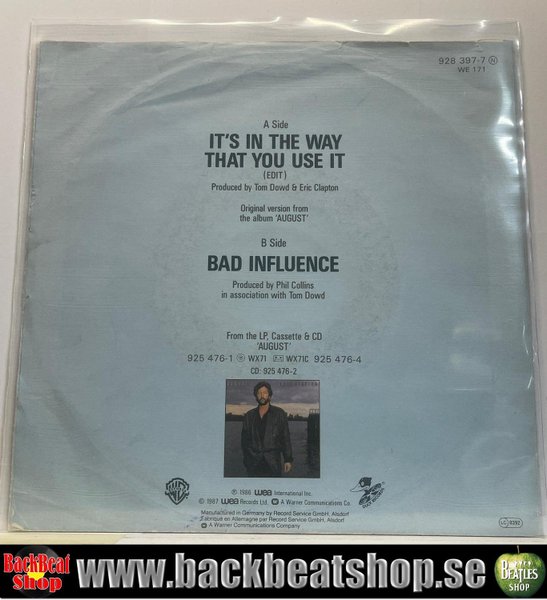 928 397-7 Ⓝ
WE 171
A Side
IT'S IN THE WAY
THAT YOU USE IT
(EDIT)
Produced by Tom Dowd & Eric Clapton
Original version from
the album 'AUGUST'
B Side
BAD INFLUENCE
Produced by Phil Collins
in association with Tom Dowd
From the LP, Cassette & CD
'AUGUST'
925 476-1 WX71 WX71C 925 476-4
CD: 925 476-2
℗ 1986 wea International Inc.
© 1987 wea Records Ltd. A Warner Communications Co.
Manufactured in Germany by Record Service GmbH, Alsdorf
Fabriqué en Allemagne par Record Service GmbH, Alsdorf
A Warner Communications Company
LC 0392
BackBeat
Shop
www.backbeatshop.se
BEATLES
SHOP